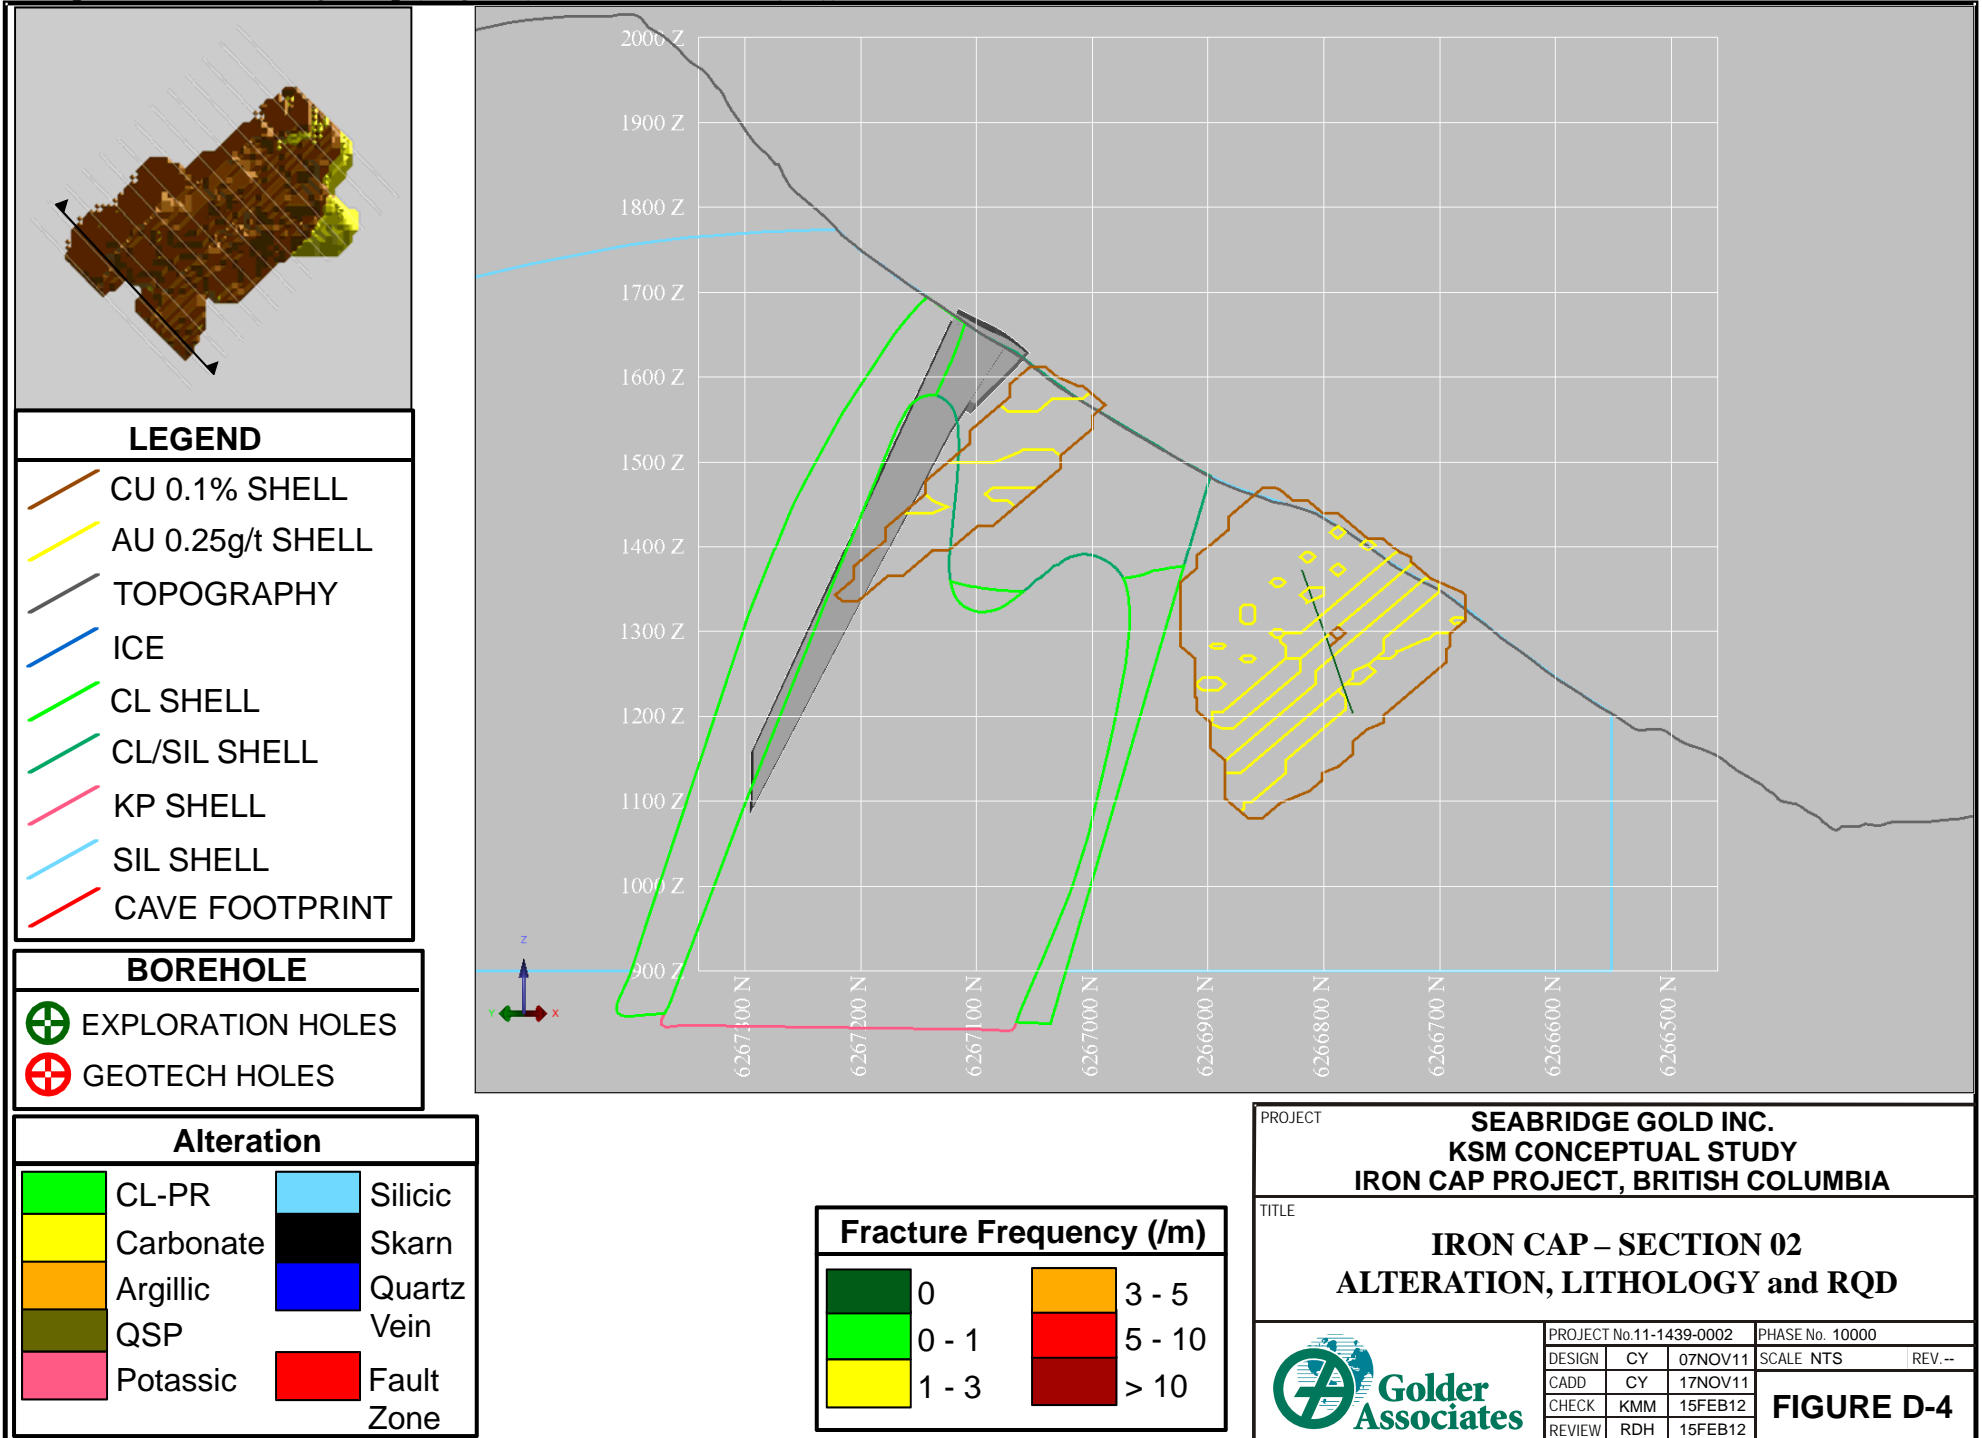 2000 Z
1900 Z
1800 Z
1700 Z
1600 Z
1500 Z
1400 Z
1300 Z
1200 Z
1100 Z
1000 Z
900 Z
6267300 N
6267200 N
6267100 N
6267000 N
6266900 N
6266800 N
6266700 N
6266600 N
6266500 N
Z
Y
X
LEGEND
CU 0.1% SHELL
AU 0.25g/t SHELL
TOPOGRAPHY
ICE
CL SHELL
CL/SIL SHELL
KP SHELL
SIL SHELL
CAVE FOOTPRINT
BOREHOLE
EXPLORATION HOLES
GEOTECH HOLES
Alteration
CL-PR
Carbonate
Argillic
QSP
Potassic
Silicic
Skarn
Quartz
Vein
Fault
Zone
Fracture Frequency (/m)
0
0 - 1
1 - 3
3 - 5
5 - 10
> 10
PROJECT
SEABRIDGE GOLD INC.
KSM CONCEPTUAL STUDY
IRON CAP PROJECT, BRITISH COLUMBIA
TITLE
IRON CAP – SECTION 02
ALTERATION, LITHOLOGY and RQD
Golder
Associates
PROJECT No.11-1439-0002 PHASE No. 10000
DESIGN CY 07NOV11 SCALE NTS REV.--
CADD CY 17NOV11
CHECK KMM 15FEB12
REVIEW RDH 15FEB12
FIGURE D-4